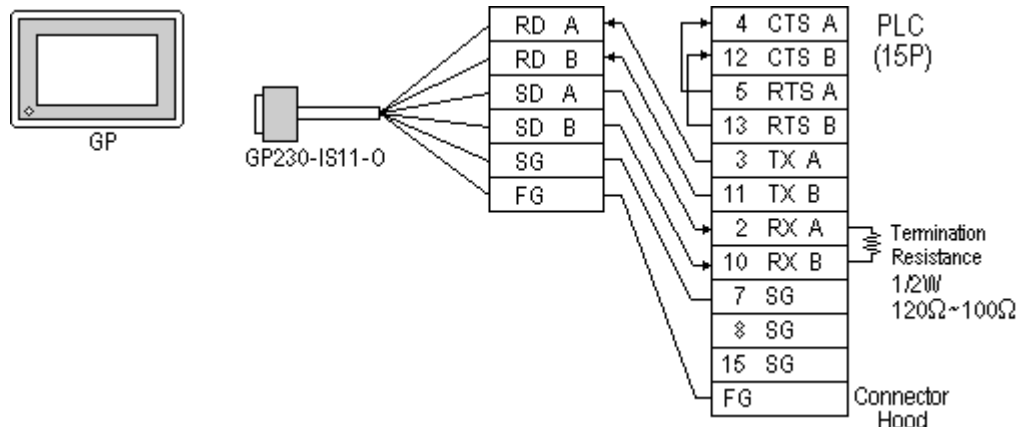 GP
GP230-IS11-O
RD A
RD B
SD A
SD B
SG
FG
4 CTS A
12 CTS B
5 RTS A
13 RTS B
3 TX A
11 TX B
2 RX A
10 RX B
7 SG
8 SG
15 SG
FG
PLC
(15P)
Termination
Resistance
1/2W
120Ω~100Ω
Connector
Hood